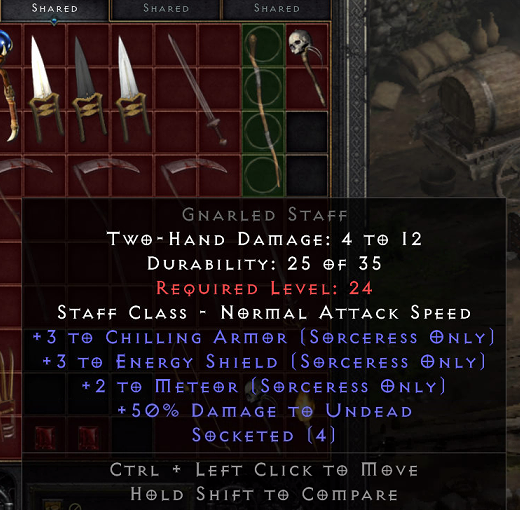 Shared
Shared
Shared
Gnarled Staff
Two-Hand Damage: 4 to 12
Durability: 25 of 35
Required Level: 24
Staff Class - Normal Attack Speed
+3 to Chilling Armor (Sorceress Only)
+3 to Energy Shield (Sorceress Only)
+2 to Meteor (Sorceress Only)
+50% Damage to Undead
Socketed (4)
Ctrl + Left Click to Move
Hold Shift to Compare